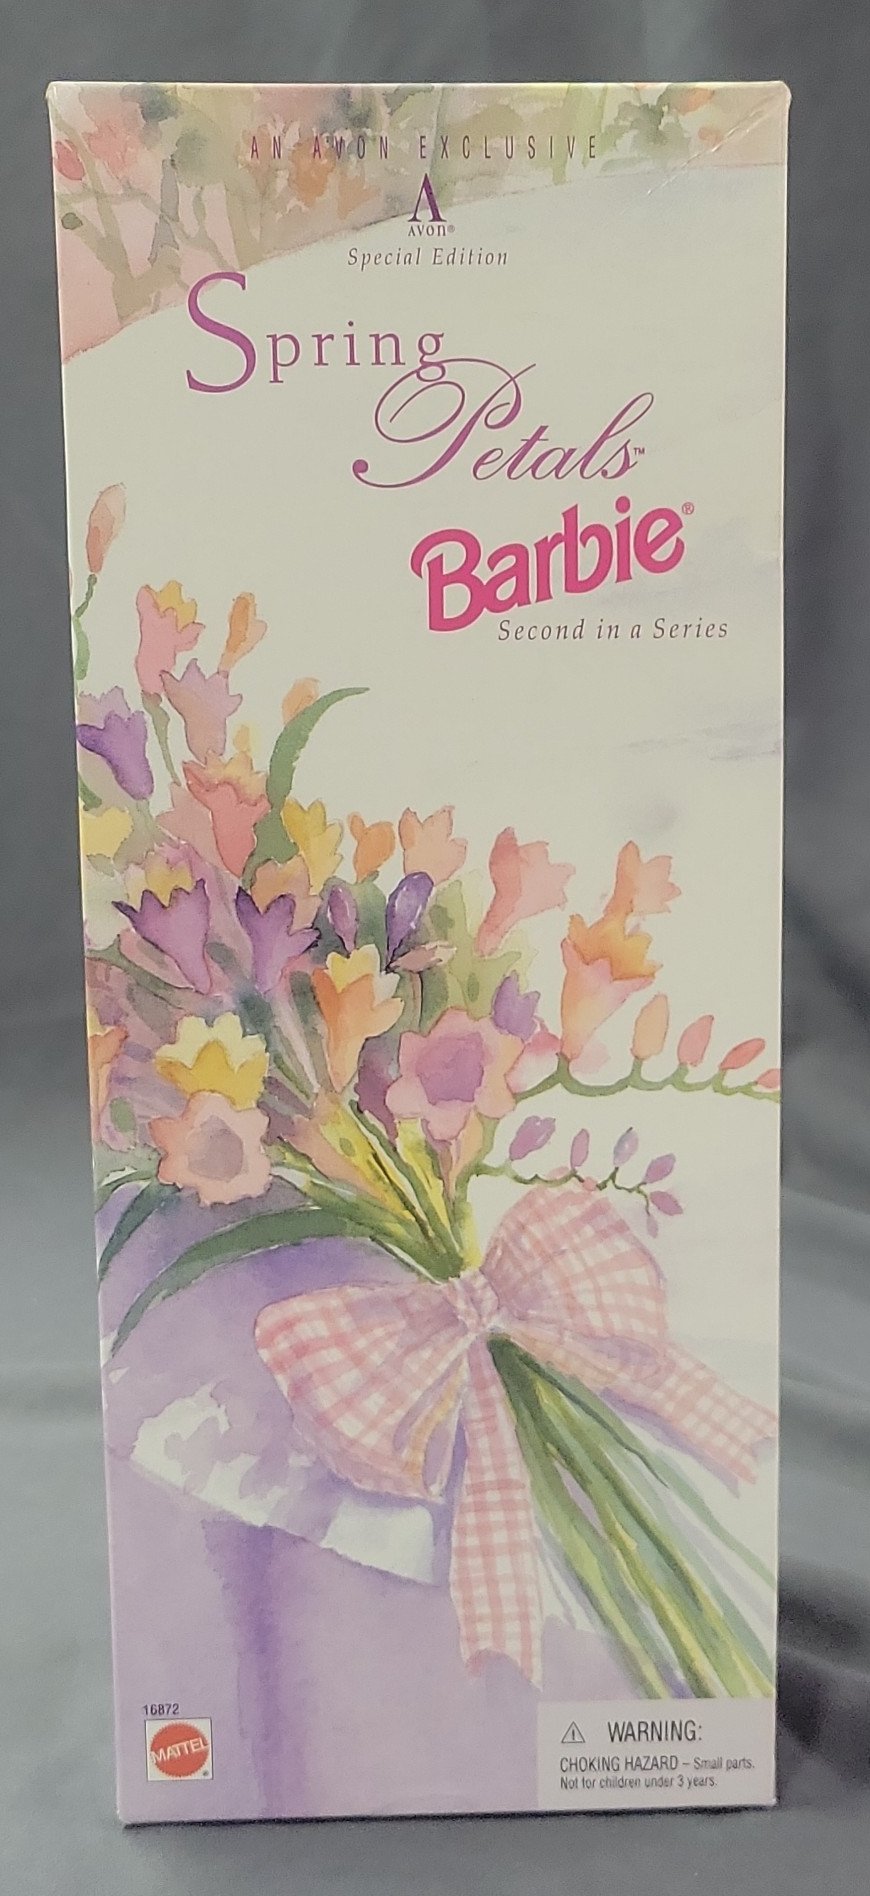 AN AVON EXCLUSIVE
A
AVON®
Special Edition
Spring
Petals™
Barbie®
Second in a Series
16872
MATTEL®
⚠ WARNING:
CHOKING HAZARD – Small parts.
Not for children under 3 years.